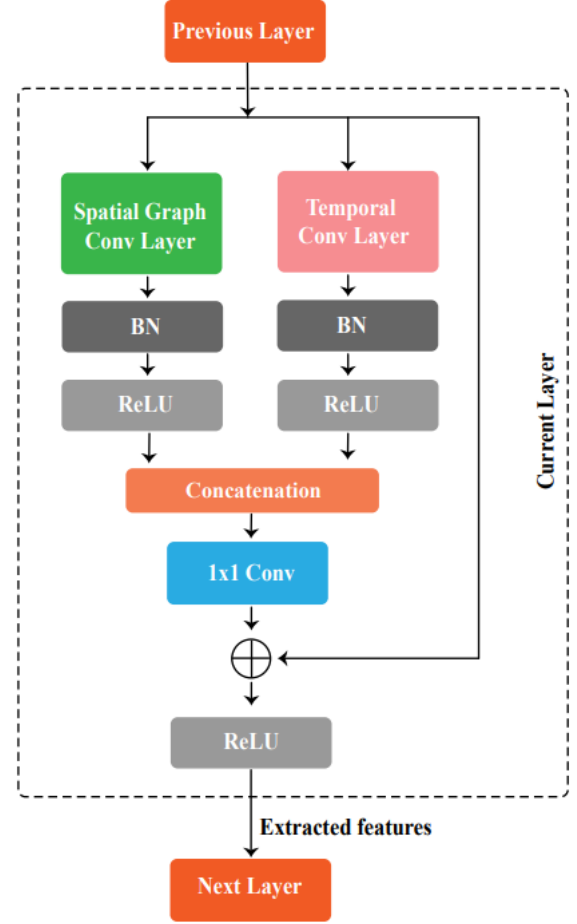 Previous Layer
Spatial Graph
Conv Layer
Temporal
Conv Layer
BN
BN
ReLU
ReLU
Concatenation
1x1 Conv
ReLU
Current Layer
Extracted features
Next Layer